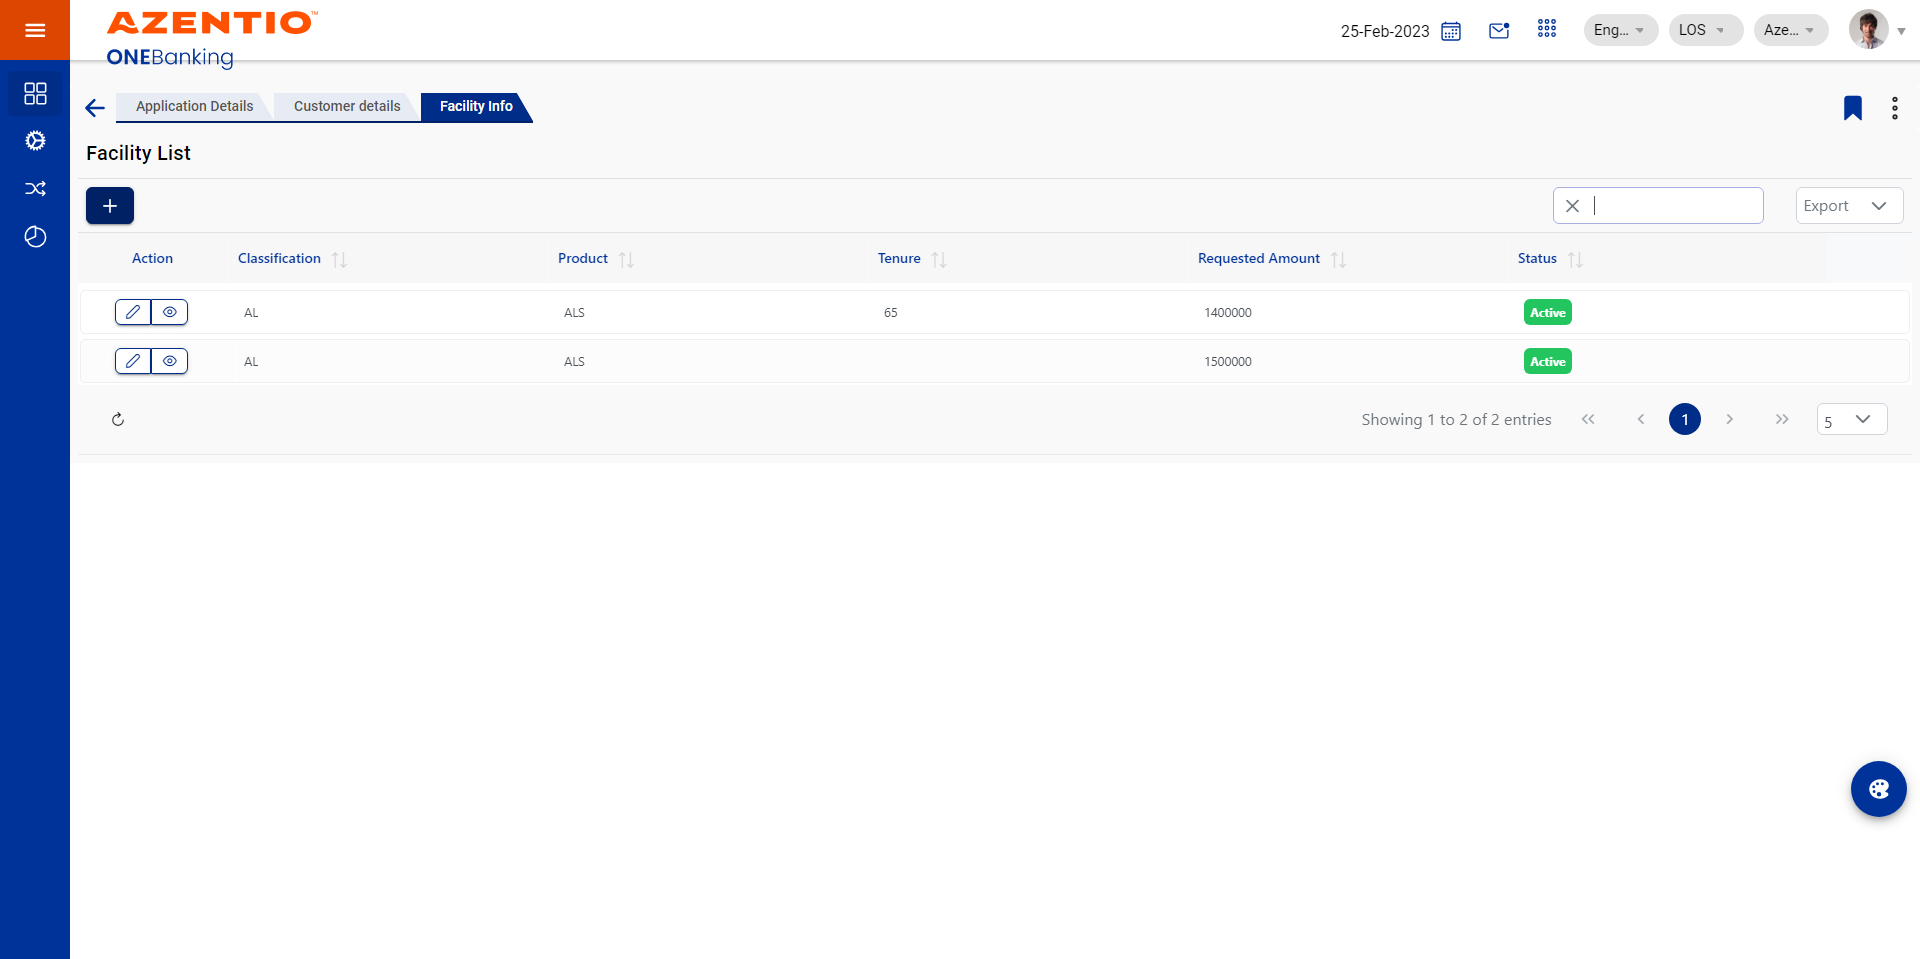 AZENTIO™
ONEBanking
25-Feb-2023
Eng...
LOS
Aze...
Application Details
Customer details
Facility Info
Facility List
Export
Action Classification Product Tenure Requested Amount Status
AL ALS 65 1400000 Active
AL ALS 1500000 Active
Showing 1 to 2 of 2 entries
1
5